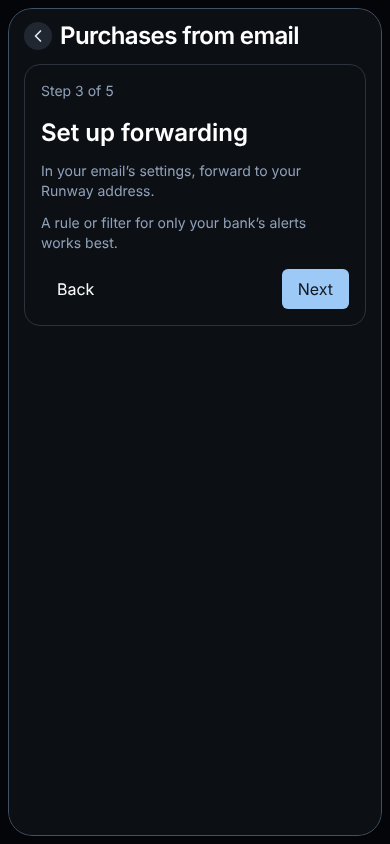 Purchases from email
Step 3 of 5
Set up forwarding
In your email’s settings, forward to your
Runway address.
A rule or filter for only your bank’s alerts
works best.
Back
Next